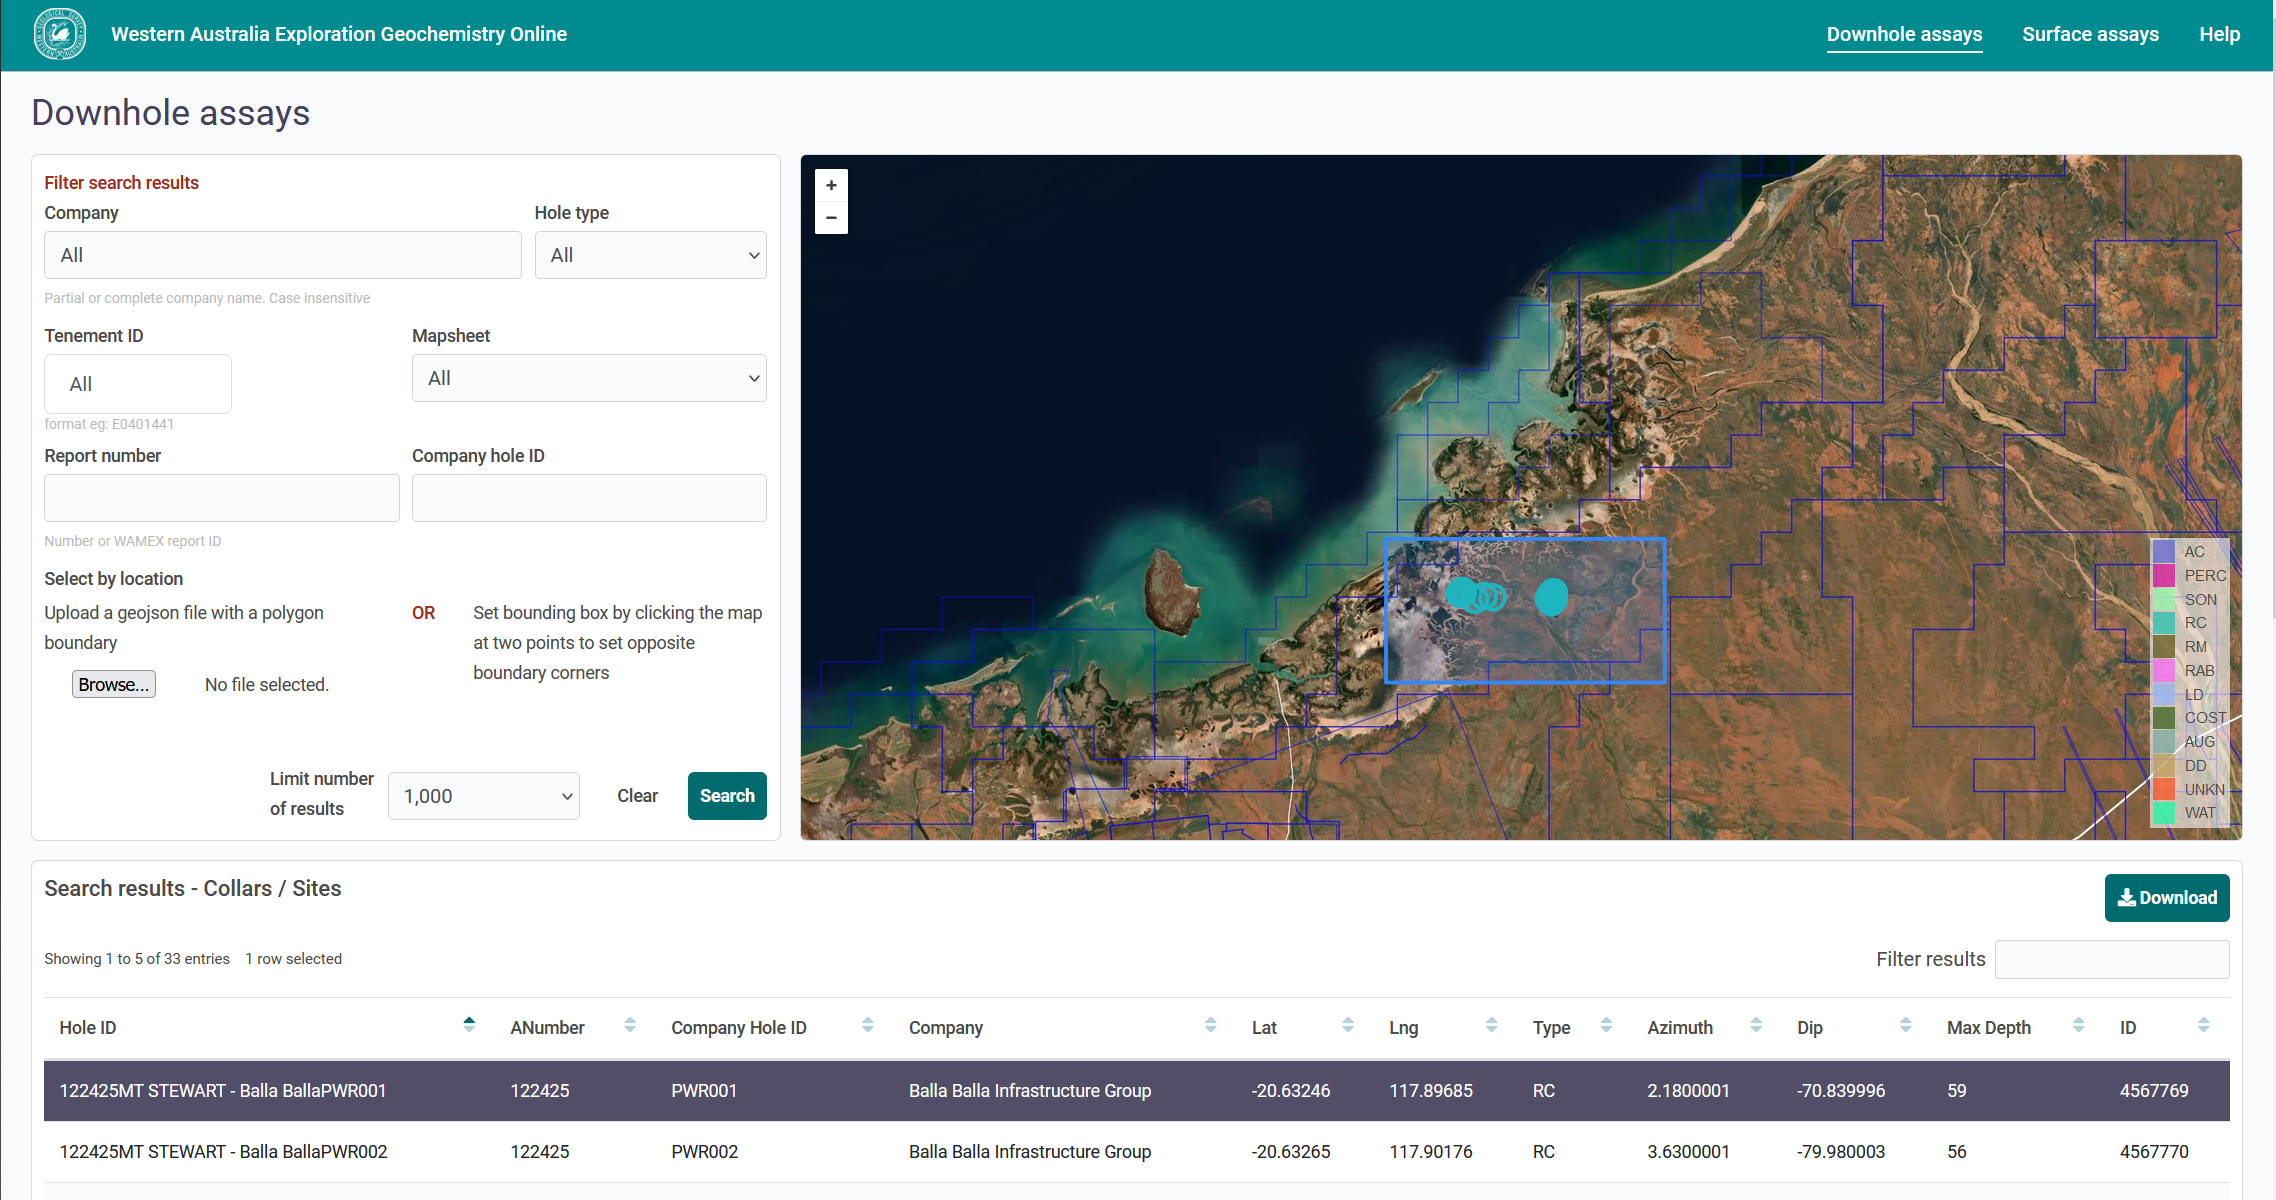 Western Australia Exploration Geochemistry Online
Downhole assays
Surface assays
Help
Downhole assays
Filter search results
Company
Hole type
All
All
Partial or complete company name. Case insensitive
Tenement ID
Mapsheet
All
All
format eg: E0401441
Report number
Company hole ID
Number or WAMEX report ID
Select by location
Upload a geojson file with a polygon
boundary
OR
Set bounding box by clicking the map
at two points to set opposite
boundary corners
Browse...
No file selected.
Limit number
of results
1,000
Clear
Search
+
−
AC
PERC
SON
RC
RM
RAB
LD
COST
AUG
DD
UNKN
WAT
Search results - Collars / Sites
Download
Showing 1 to 5 of 33 entries 1 row selected
Filter results
Hole ID ANumber Company Hole ID Company Lat Lng Type Azimuth Dip Max Depth ID
122425MT STEWART - Balla BallaPWR001 122425 PWR001 Balla Balla Infrastructure Group -20.63246 117.89685 RC 2.1800001 -70.839996 59 4567769
122425MT STEWART - Balla BallaPWR002 122425 PWR002 Balla Balla Infrastructure Group -20.63265 117.90176 RC 3.6300001 -79.980003 56 4567770